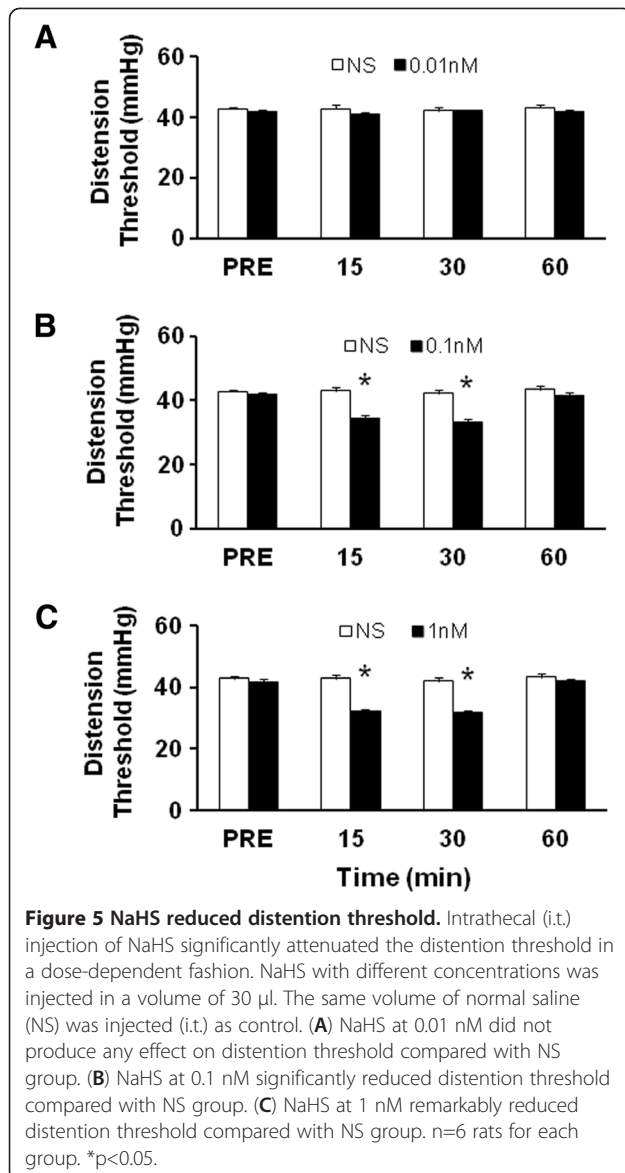 A
60
40
20
0
Distension
Threshold (mmHg)
NS 0.01nM
PRE 15 30 60
B
60
40
20
0
Distension
Threshold (mmHg)
NS 0.1nM
* *
PRE 15 30 60
C
60
40
20
0
Distension
Threshold (mmHg)
NS 1nM
* *
PRE 15 30 60
Time (min)
Figure 5 NaHS reduced distention threshold. Intrathecal (i.t.)
injection of NaHS significantly attenuated the distention threshold in
a dose-dependent fashion. NaHS with different concentrations was
injected in a volume of 30 μl. The same volume of normal saline
(NS) was injected (i.t.) as control. (A) NaHS at 0.01 nM did not
produce any effect on distention threshold compared with NS
group. (B) NaHS at 0.1 nM significantly reduced distention threshold
compared with NS group. (C) NaHS at 1 nM remarkably reduced
distention threshold compared with NS group. n=6 rats for each
group. *p<0.05.